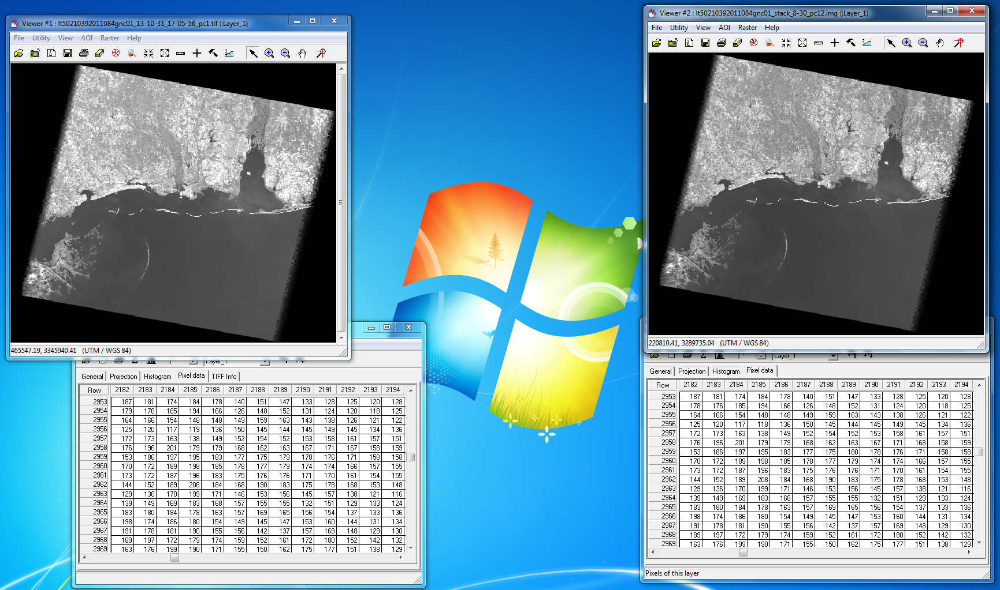 Viewer #1 : lt50210392011084gnc01_13-10-31_17-05-56_pc1.tif (:Layer_1)
File Utility View AOI Raster Help
465547.19, 3345940.41 (UTM / WGS 84)
Layer_1
General Projection Histogram Pixel data TIFF Info
Row 2182 2183 2184 2185 2186 2187 2188 2189 2190 2191 2192 2193 2194
2953 187 181 174 184 178 140 151 147 133 128 125 120 128
2954 179 176 185 194 166 126 148 152 131 124 120 118 125
2955 164 166 154 148 148 149 159 163 143 138 126 121 122
2956 125 120 117 119 136 150 145 144 145 149 145 134 136
2957 172 173 163 138 149 152 154 152 153 158 161 157 151
2958 176 196 201 179 179 168 162 163 167 171 167 158 159
2959 153 186 197 195 183 177 175 179 178 176 171 158 158
2960 170 172 189 198 185 178 177 179 174 174 166 157 155
2961 173 172 187 196 183 175 176 176 171 170 161 154 155
2962 144 152 189 208 184 168 190 183 175 178 168 153 148
2963 129 136 170 199 171 146 153 156 145 157 138 121 116
2964 139 149 169 183 168 157 155 155 132 151 129 133 124
2965 183 180 184 178 163 157 169 165 156 154 137 133 136
2966 198 174 186 180 154 149 145 147 153 160 144 131 134
2967 191 178 181 190 155 156 142 137 157 169 148 129 130
2968 189 197 172 179 174 159 152 161 172 180 152 142 132
2969 163 176 199 190 171 155 150 162 175 177 151 138 129
Viewer #2 : lt50210392011084gnc01_stack_8-30_pc12.img (:Layer_1)
File Utility View AOI Raster Help
220810.41, 3289735.04 (UTM / WGS 84)
Layer_1
General Projection Histogram Pixel data
Row 2182 2183 2184 2185 2186 2187 2188 2189 2190 2191 2192 2193 2194
2953 187 181 174 184 178 140 151 147 133 128 125 120 128
2954 178 176 185 194 166 126 148 152 131 124 120 118 125
2955 164 166 154 148 148 149 159 163 143 138 126 121 122
2956 125 120 117 118 136 150 145 144 145 149 145 134 136
2957 172 173 163 138 149 152 154 152 153 158 161 157 151
2958 176 196 201 179 179 168 162 163 167 171 168 158 159
2959 153 186 197 195 183 177 175 180 178 176 171 158 158
2960 170 172 189 198 185 178 177 179 174 174 166 157 155
2961 173 172 187 196 183 175 176 176 171 170 161 154 155
2962 144 152 189 208 184 168 190 183 175 178 168 153 148
2963 129 136 170 199 171 146 153 156 145 157 138 121 116
2964 139 149 169 183 168 157 155 155 132 151 129 133 124
2965 183 180 184 178 163 157 169 165 156 154 137 133 136
2966 198 174 186 180 154 149 145 147 153 160 144 131 134
2967 191 178 181 190 155 156 142 137 157 169 148 129 130
2968 189 197 172 179 174 159 152 161 172 180 152 142 132
2969 163 176 199 190 171 155 150 162 175 177 151 138 129
Pixels of this layer